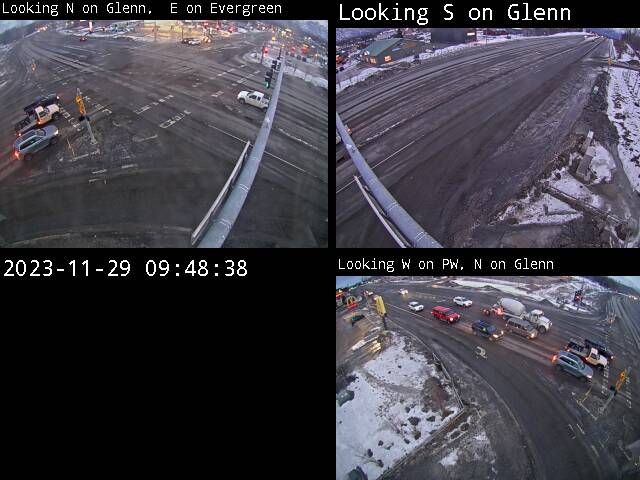 Looking N on Glenn,  E on Evergreen
Looking S on Glenn
2023-11-29 09:48:38
Looking W on PW, N on Glenn